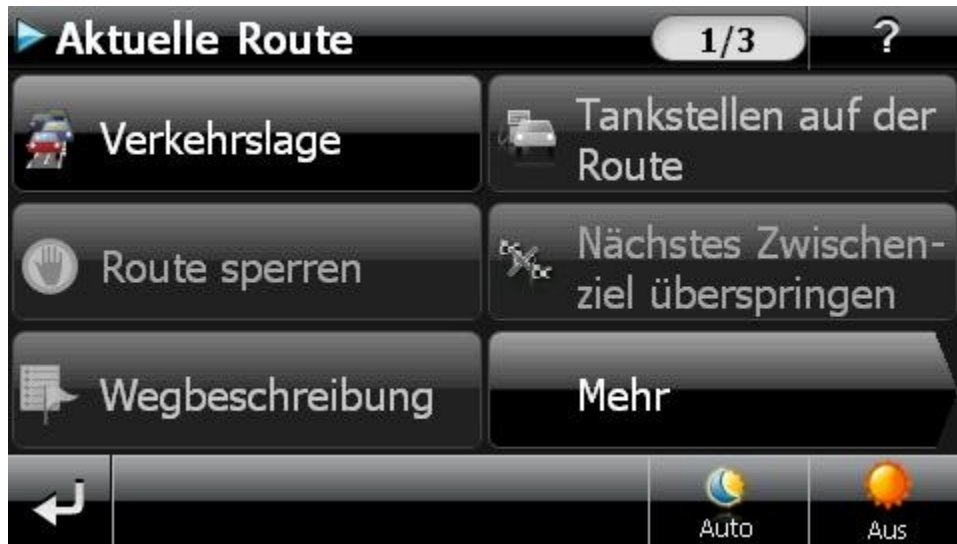 Aktuelle Route
1/3
?
Verkehrslage
Tankstellen auf der
Route
Route sperren
Nächstes Zwischen-
ziel überspringen
Wegbeschreibung
Mehr
Auto
Aus